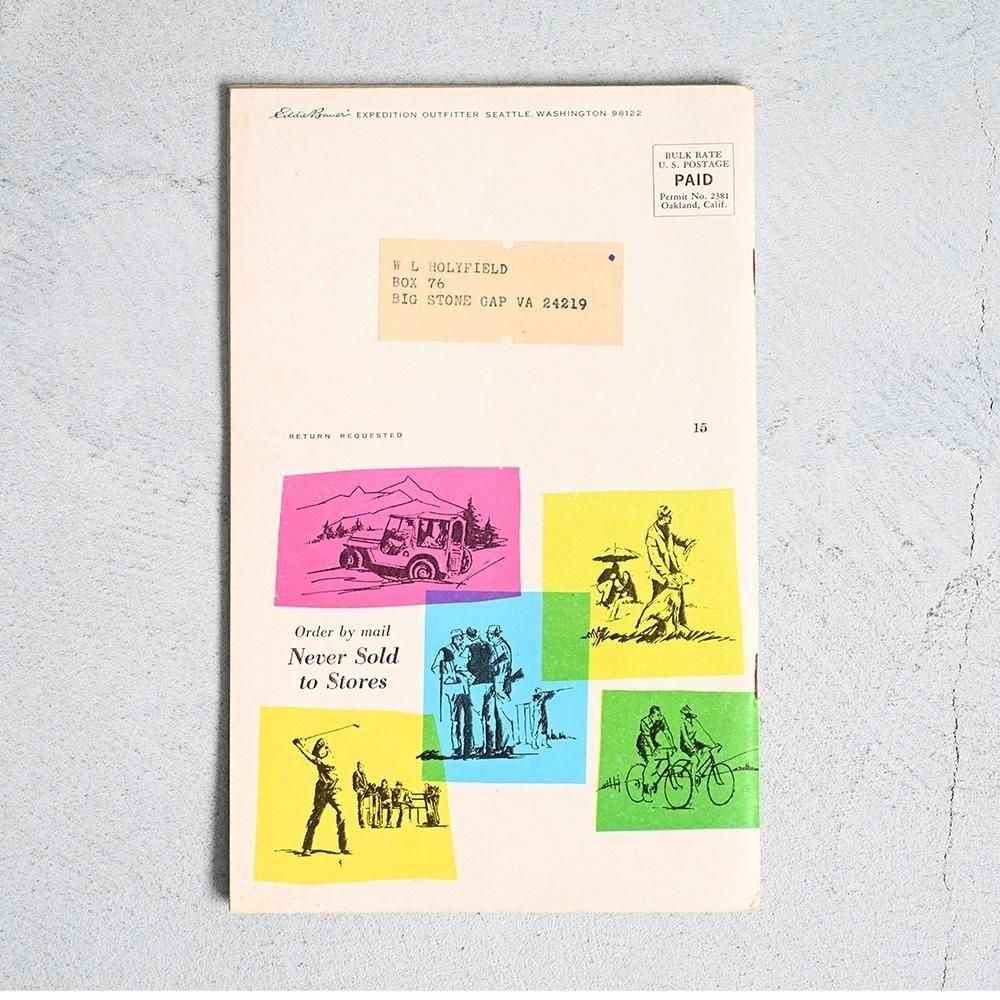 Eddie Bauer® EXPEDITION OUTFITTER SEATTLE, WASHINGTON 98122
BULK RATE
U. S. POSTAGE
PAID
Permit No. 2381
Oakland, Calif.
W L HOLYFIELD
BOX 76
BIG STONE GAP VA 24219
RETURN REQUESTED
15
Order by mail
Never Sold
to Stores